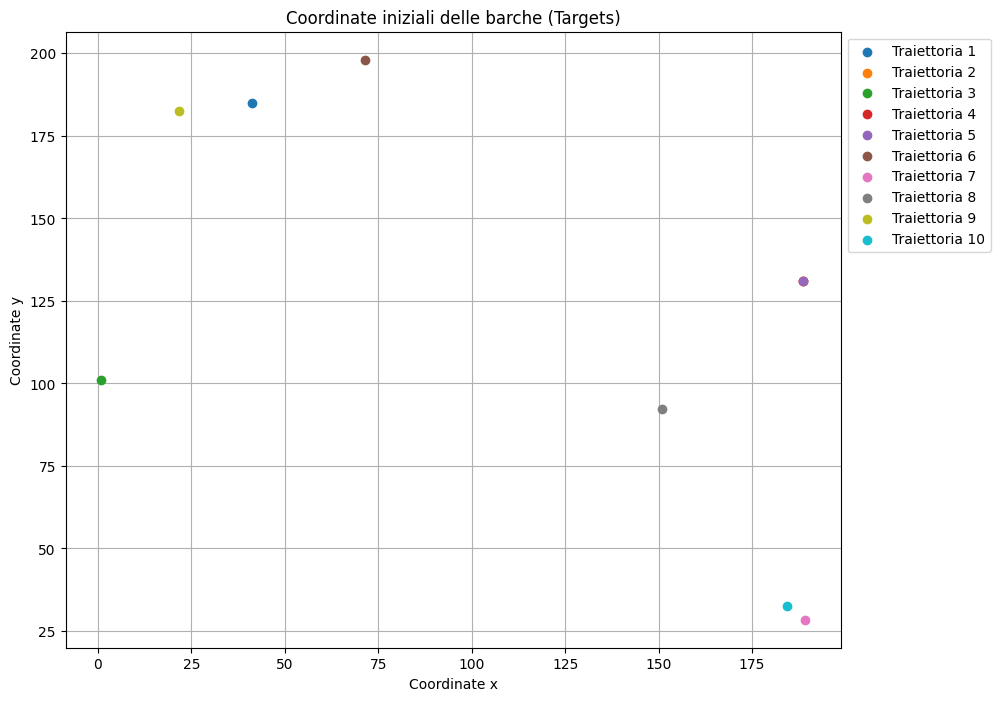 Coordinate iniziali delle barche (Targets)
Traiettoria 1
Traiettoria 2
Traiettoria 3
Traiettoria 4
Traiettoria 5
Traiettoria 6
Traiettoria 7
Traiettoria 8
Traiettoria 9
Traiettoria 10
Coordinate y
200
175
150
125
100
75
50
25
0 25 50 75 100 125 150 175
Coordinate x